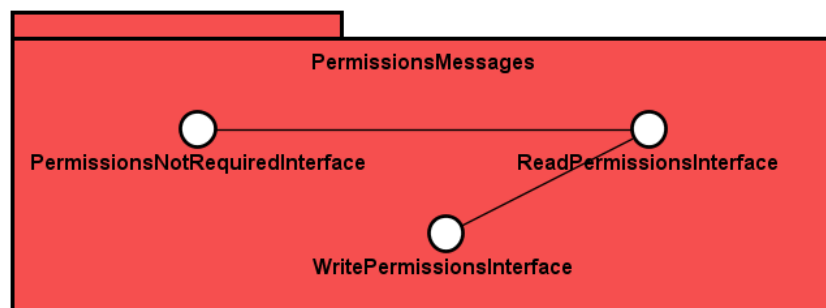 PermissionsMessages
PermissionsNotRequiredInterface
ReadPermissionsInterface
WritePermissionsInterface